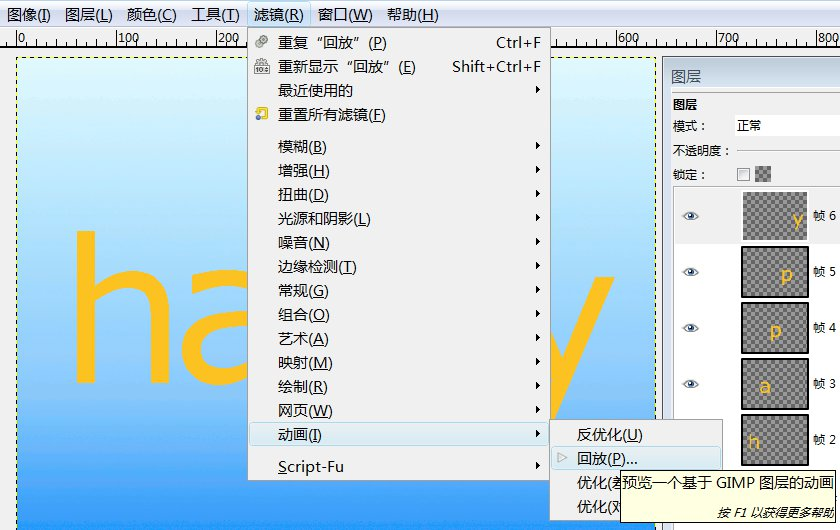 图像(I) 图层(L) 颜色(C) 工具(T) 滤镜(R) 窗口(W) 帮助(H)
0 100 200 600 700 800
重复“回放”(P) Ctrl+F
重新显示“回放”(E) Shift+Ctrl+F
最近使用的
重置所有滤镜(F)
模糊(B)
增强(H)
扭曲(D)
光源和阴影(L)
噪音(N)
边缘检测(T)
常规(G)
组合(O)
艺术(A)
映射(M)
绘制(R)
网页(W)
动画(I)
Script-Fu
反优化(U)
回放(P)...
优化(差
优化(对
预览一个基于 GIMP 图层的动画
按 F1 以获得更多帮助
ha
y
图层
图层
模式：
正常
不透明度：
锁定：
y 帧 6
p 帧 5
p 帧 4
a 帧 3
h 帧 2